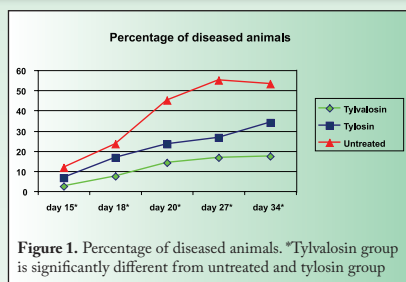 Percentage of diseased animals
60
50
40
30
20
10
0
day 15* day 18* day 20* day 27* day 34*
Tylvalosin
Tylosin
Untreated
Figure 1. Percentage of diseased animals. *Tylvalosin group
is significantly different from untreated and tylosin group